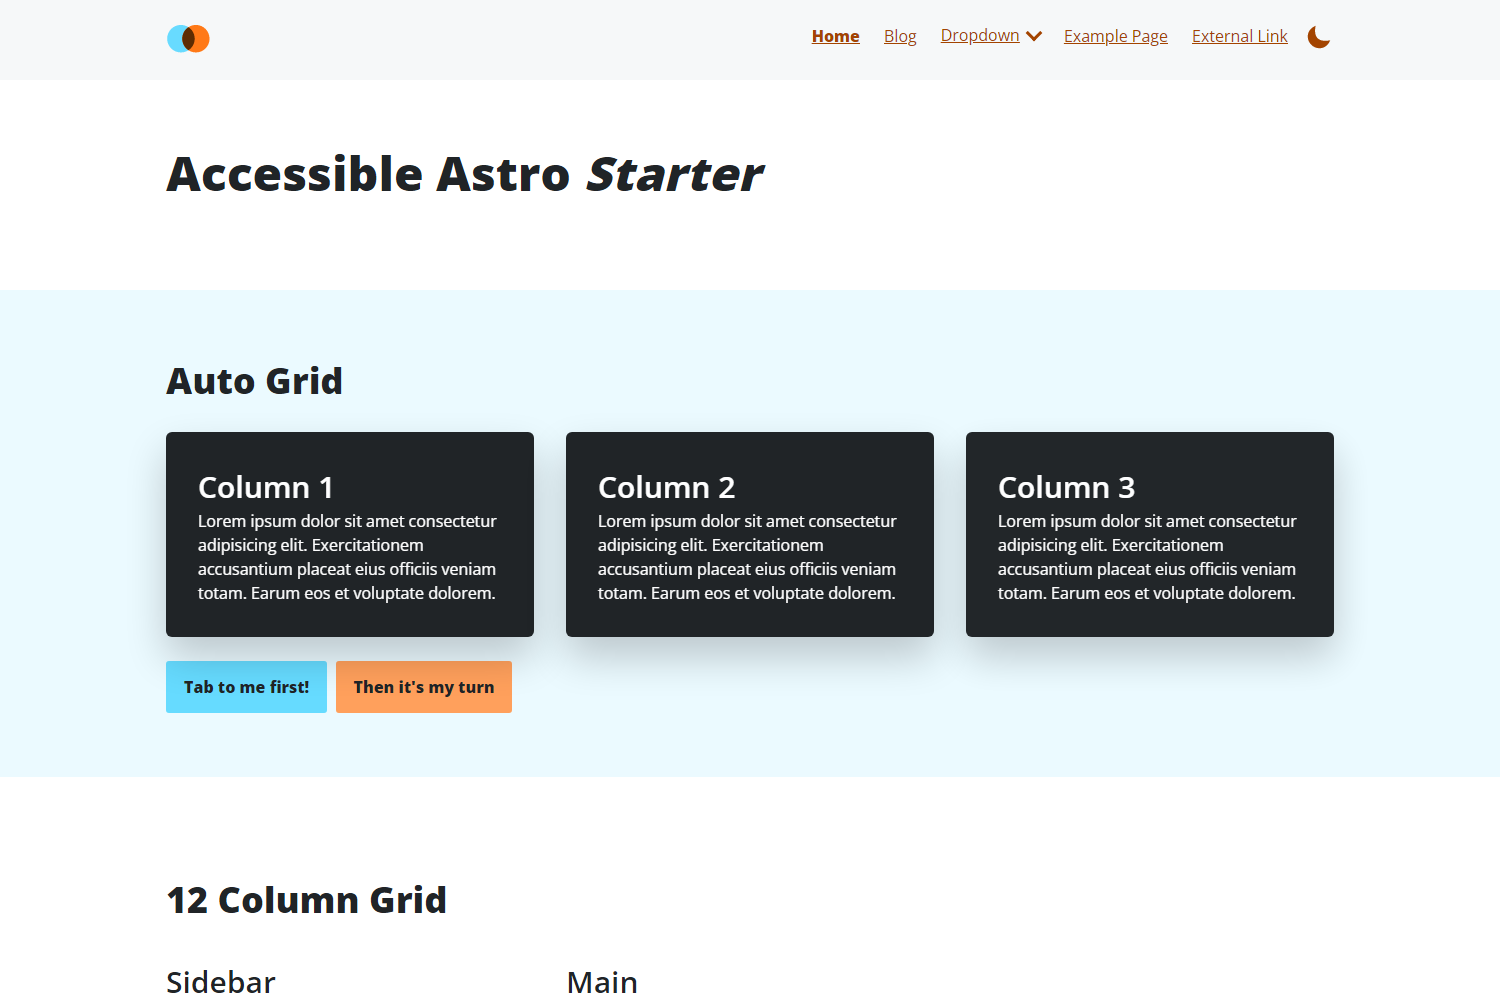 Home Blog Dropdown Example Page External Link
Accessible Astro Starter
Auto Grid
Column 1
Lorem ipsum dolor sit amet consectetur
adipisicing elit. Exercitationem
accusantium placeat eius officiis veniam
totam. Earum eos et voluptate dolorem.
Column 2
Lorem ipsum dolor sit amet consectetur
adipisicing elit. Exercitationem
accusantium placeat eius officiis veniam
totam. Earum eos et voluptate dolorem.
Column 3
Lorem ipsum dolor sit amet consectetur
adipisicing elit. Exercitationem
accusantium placeat eius officiis veniam
totam. Earum eos et voluptate dolorem.
Tab to me first! Then it's my turn
12 Column Grid
Sidebar
Main